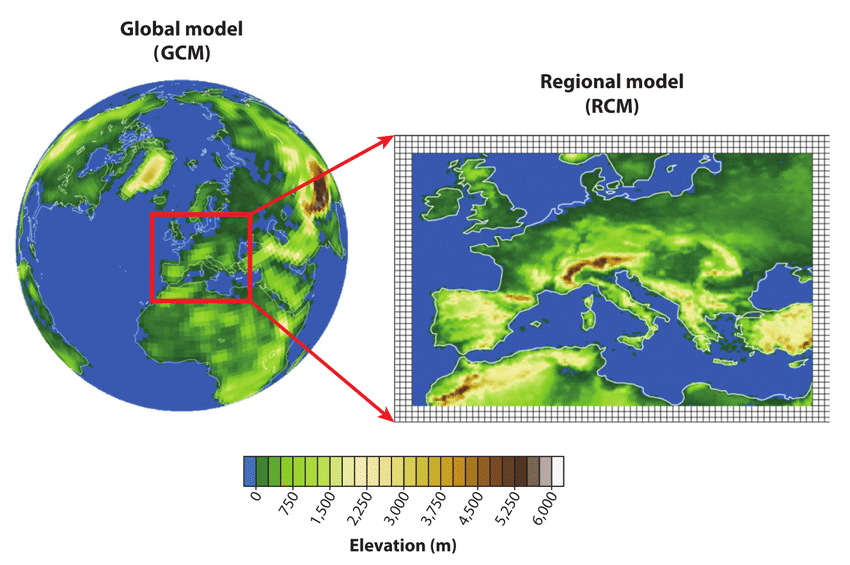 Global model
(GCM)
Regional model
(RCM)
0
750
1,500
2,250
3,000
3,750
4,500
5,250
6,000
Elevation (m)